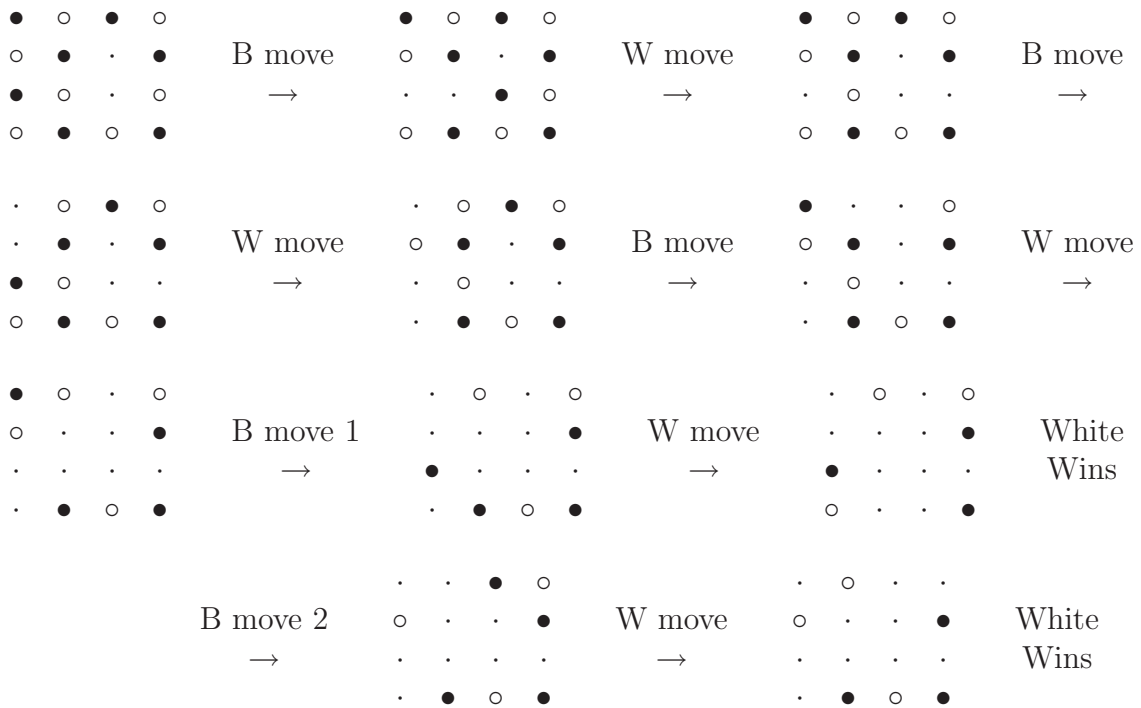 B move W move B move
→ → →
W move B move W move
→ → →
B move 1 W move White
→ → Wins
B move 2 W move White
→ → Wins